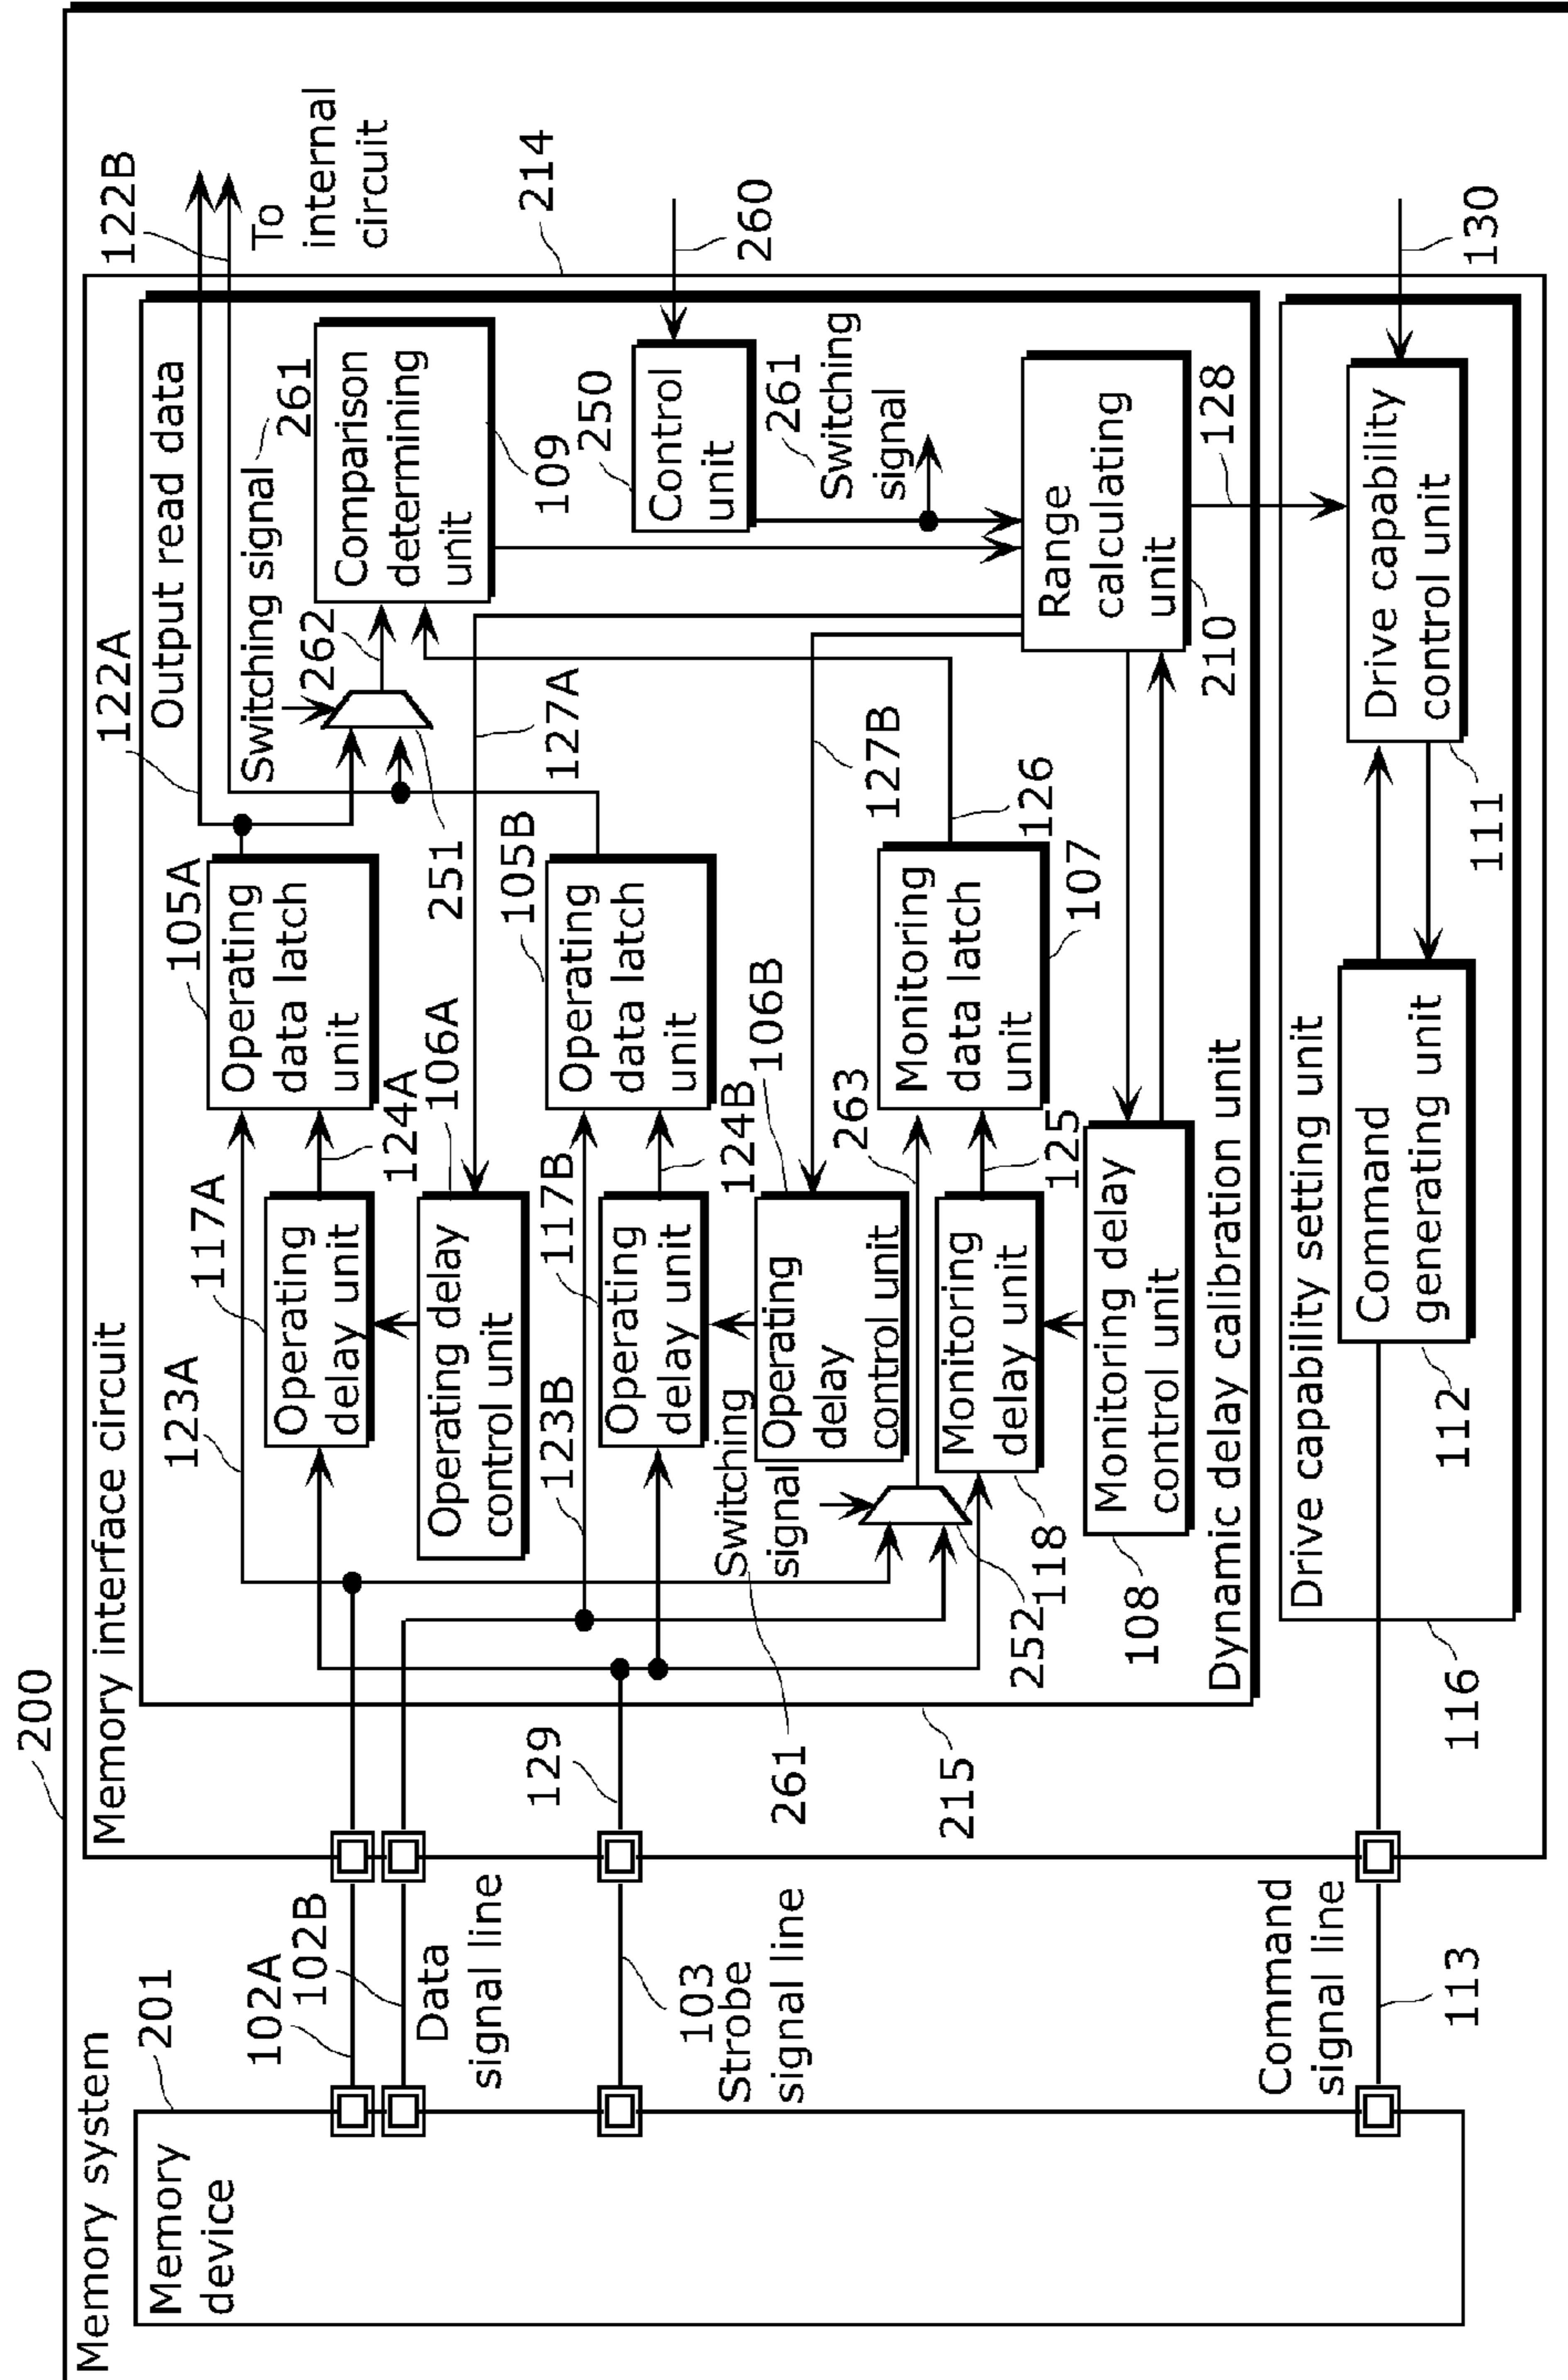 200
Memory system
201
Memory
device
102A
102B
Data
signal line
103
Strobe
signal line
Command
signal line
113
Memory interface circuit
214
129
215
Dynamic delay calibration unit
123A
117A
Operating
delay unit
124A
106A
Operating delay
control unit
105A
Operating
data latch
unit
122A
122B
Output read data
To
internal
circuit
Switching signal
261
262
251
Comparison
determining
unit
109
127A
123B
117B
Operating
delay unit
124B
105B
Operating
data latch
unit
106B
Operating
delay
control unit
127B
Switching
signal
261
252
263
118
Monitoring
delay unit
125
Monitoring
data latch
unit
107
126
108
Monitoring delay
control unit
250
Control
unit
260
261
Switching
signal
Range
calculating
unit
210
128
Drive capability setting unit
116
Command
generating unit
112
Drive capability
control unit
111
130